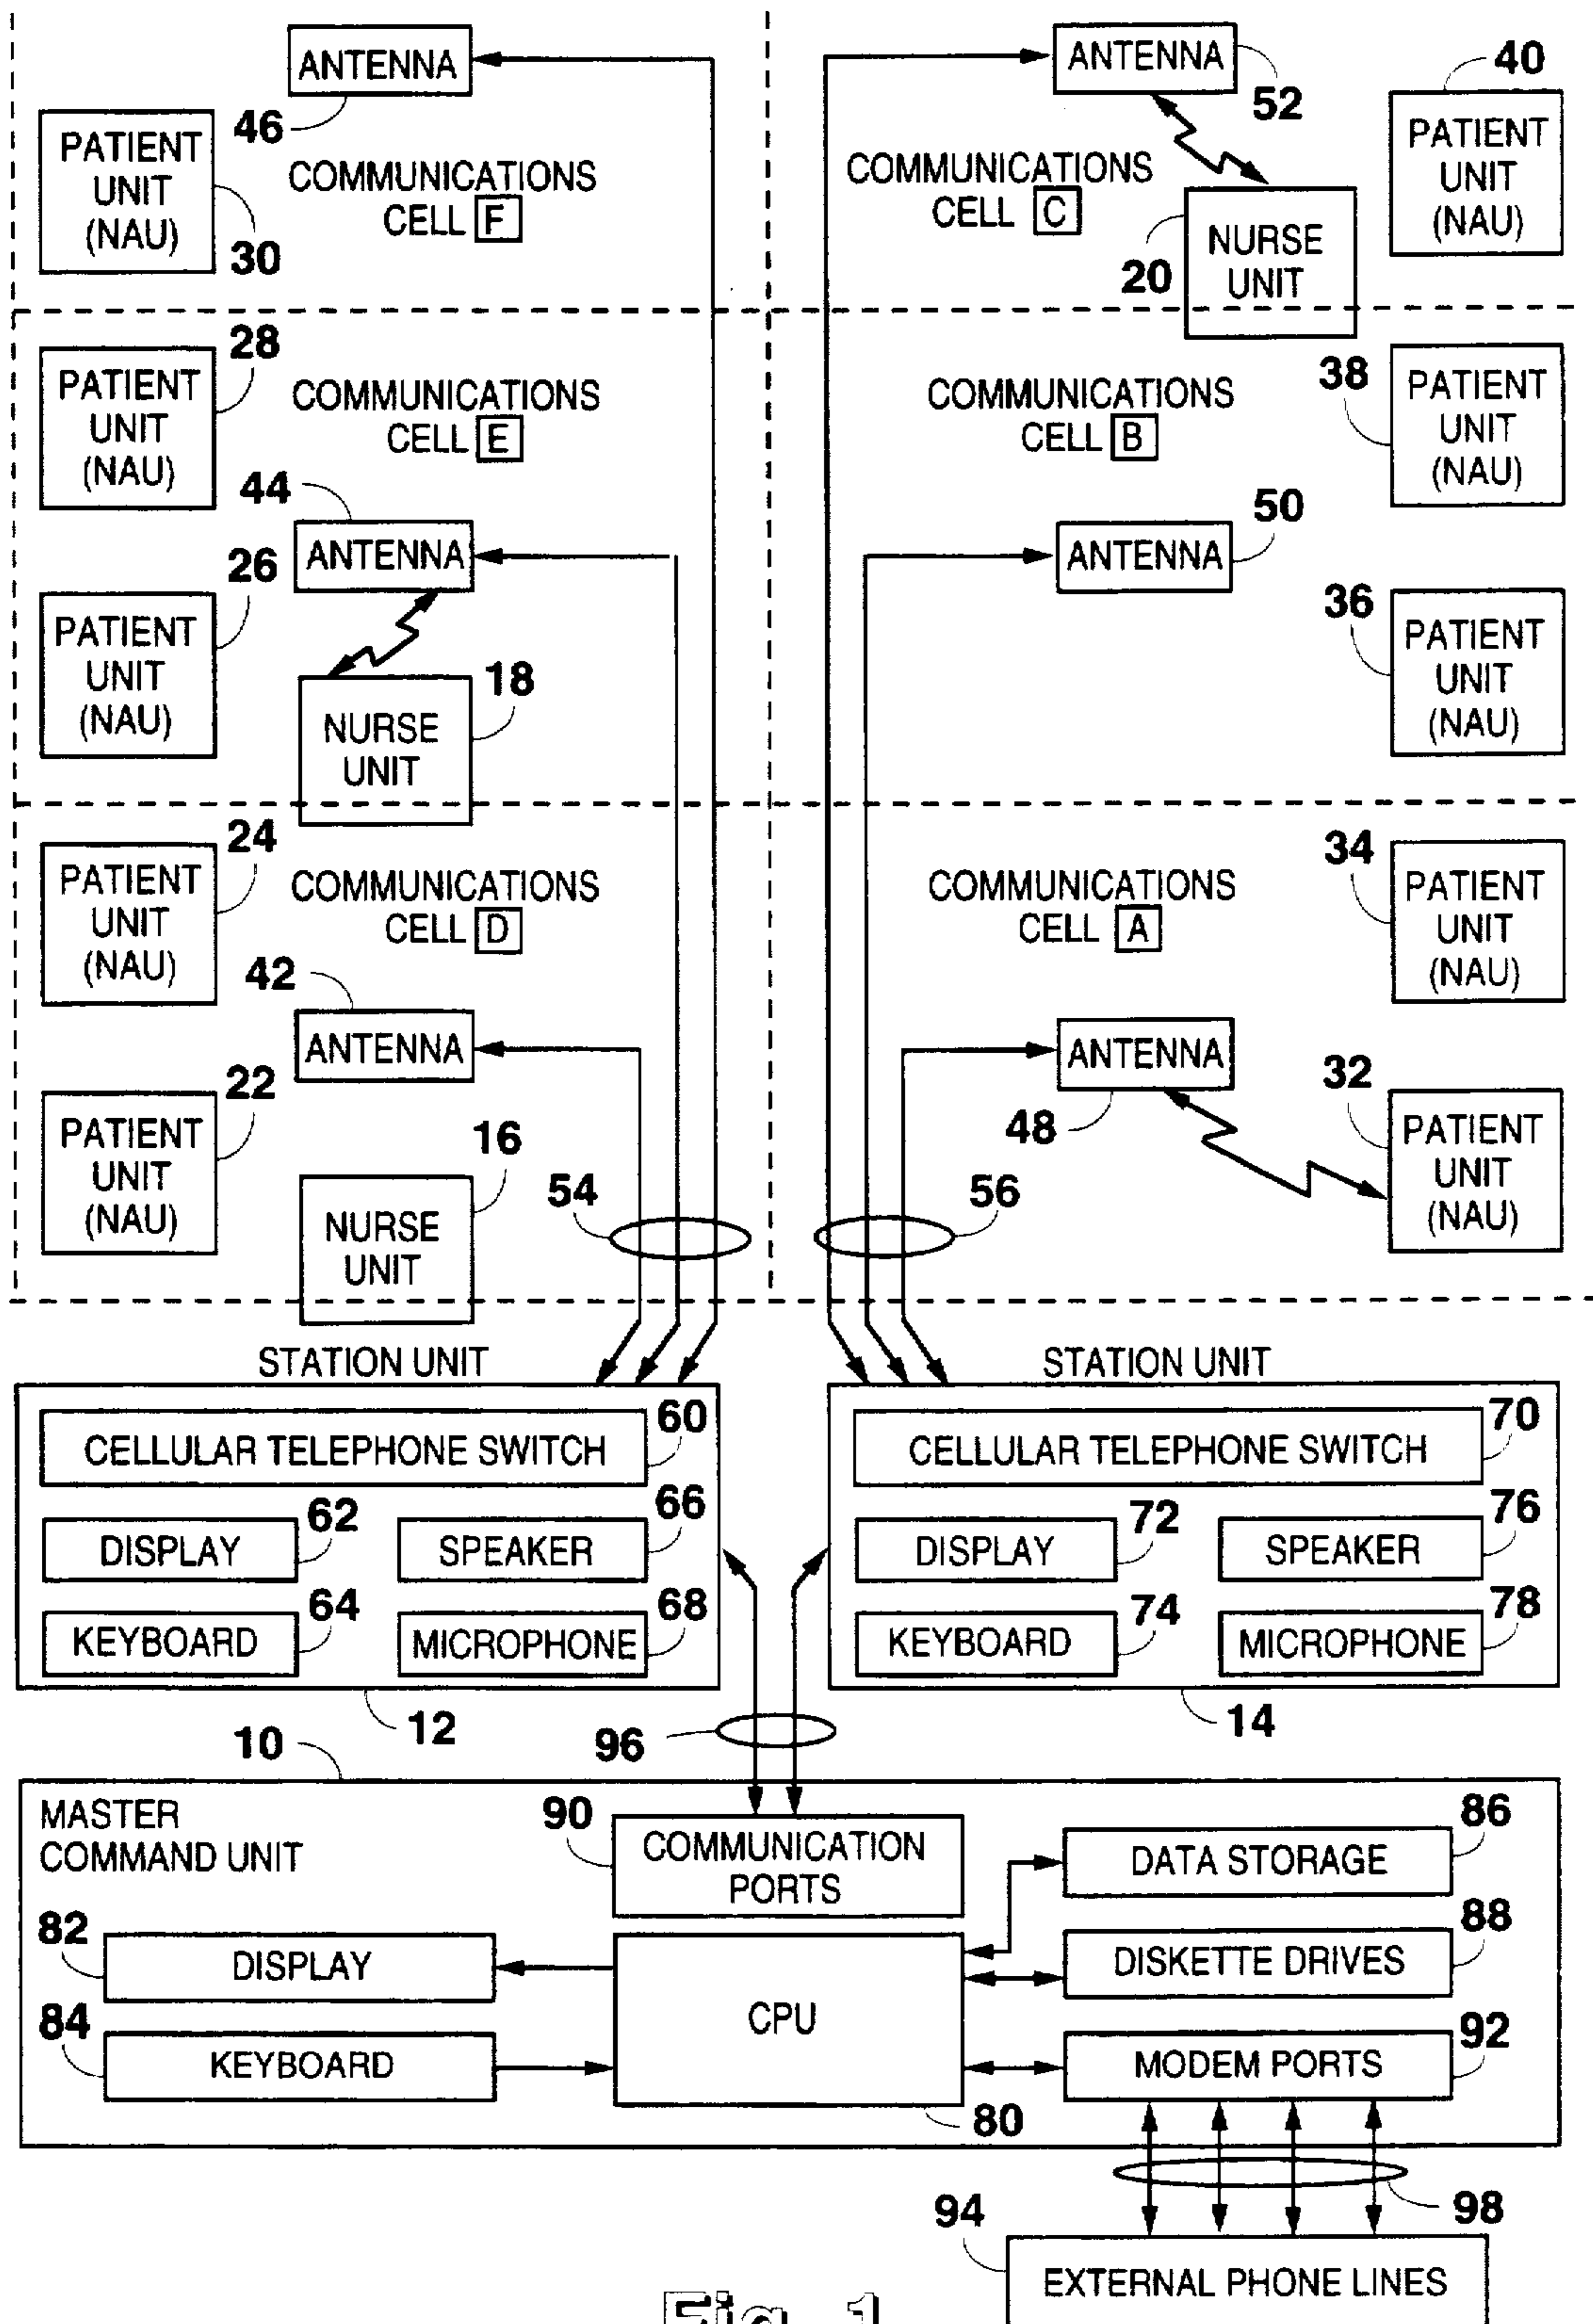 ANTENNA
46
PATIENT
UNIT
(NAU)
30
COMMUNICATIONS
CELL F
ANTENNA
52
40
PATIENT
UNIT
(NAU)
COMMUNICATIONS
CELL C
20
NURSE
UNIT
28
PATIENT
UNIT
(NAU)
COMMUNICATIONS
CELL E
44
ANTENNA
26
PATIENT
UNIT
(NAU)
18
NURSE
UNIT
COMMUNICATIONS
CELL B
38
PATIENT
UNIT
(NAU)
50
ANTENNA
36
PATIENT
UNIT
(NAU)
24
PATIENT
UNIT
(NAU)
COMMUNICATIONS
CELL D
42
ANTENNA
22
PATIENT
UNIT
(NAU)
16
NURSE
UNIT
54
COMMUNICATIONS
CELL A
34
PATIENT
UNIT
(NAU)
ANTENNA
48
32
PATIENT
UNIT
(NAU)
56
STATION UNIT
CELLULAR TELEPHONE SWITCH
60
DISPLAY
62
SPEAKER
66
KEYBOARD
64
MICROPHONE
68
12
STATION UNIT
CELLULAR TELEPHONE SWITCH
70
DISPLAY
72
SPEAKER
76
KEYBOARD
74
MICROPHONE
78
14
96
10
MASTER
COMMAND UNIT
90
COMMUNICATION
PORTS
86
DATA STORAGE
82
DISPLAY
88
DISKETTE DRIVES
84
KEYBOARD
CPU
80
92
MODEM PORTS
98
94
EXTERNAL PHONE LINES
Fig. 1